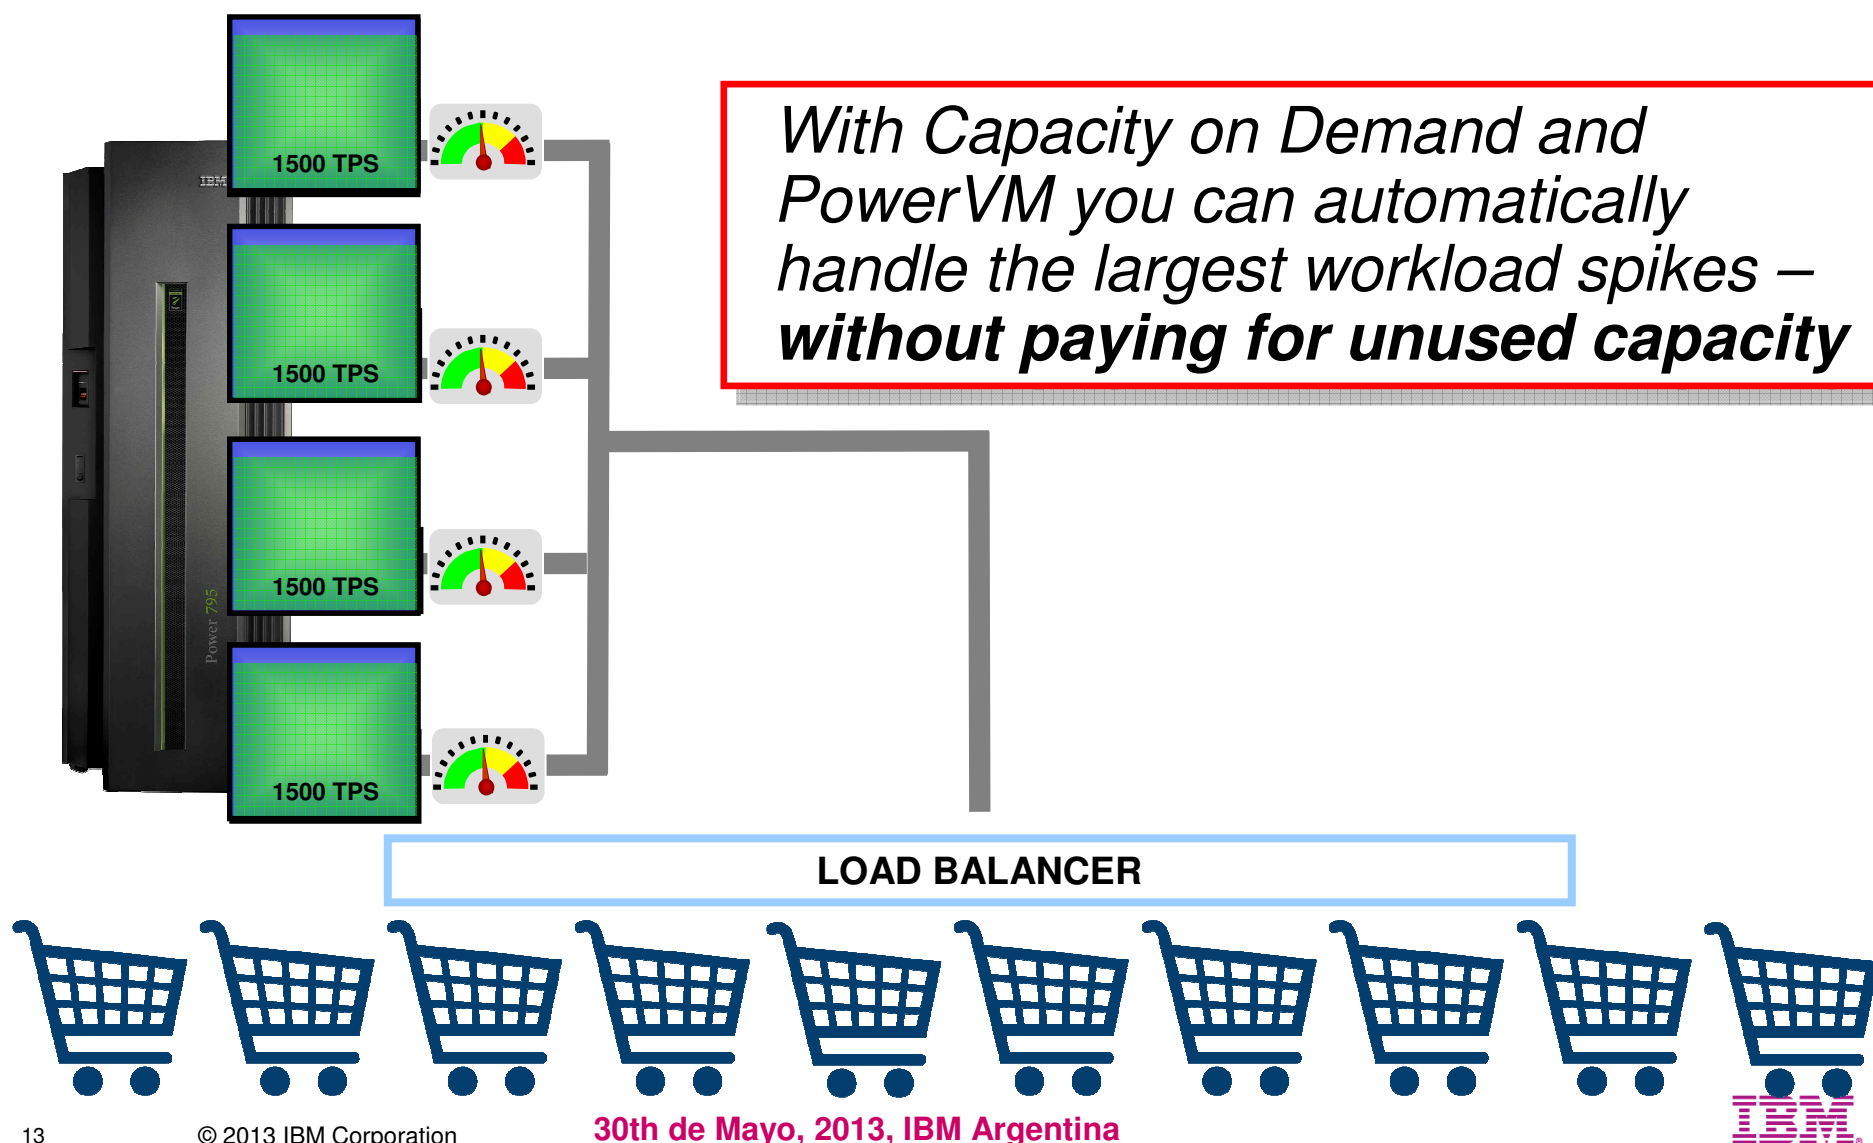 1500 TPS
IBM
1500 TPS
1500 TPS
Power 795
1500 TPS
With Capacity on Demand and
PowerVM you can automatically
handle the largest workload spikes –
without paying for unused capacity
LOAD BALANCER
13
© 2013 IBM Corporation
30th de Mayo, 2013, IBM Argentina
IBM